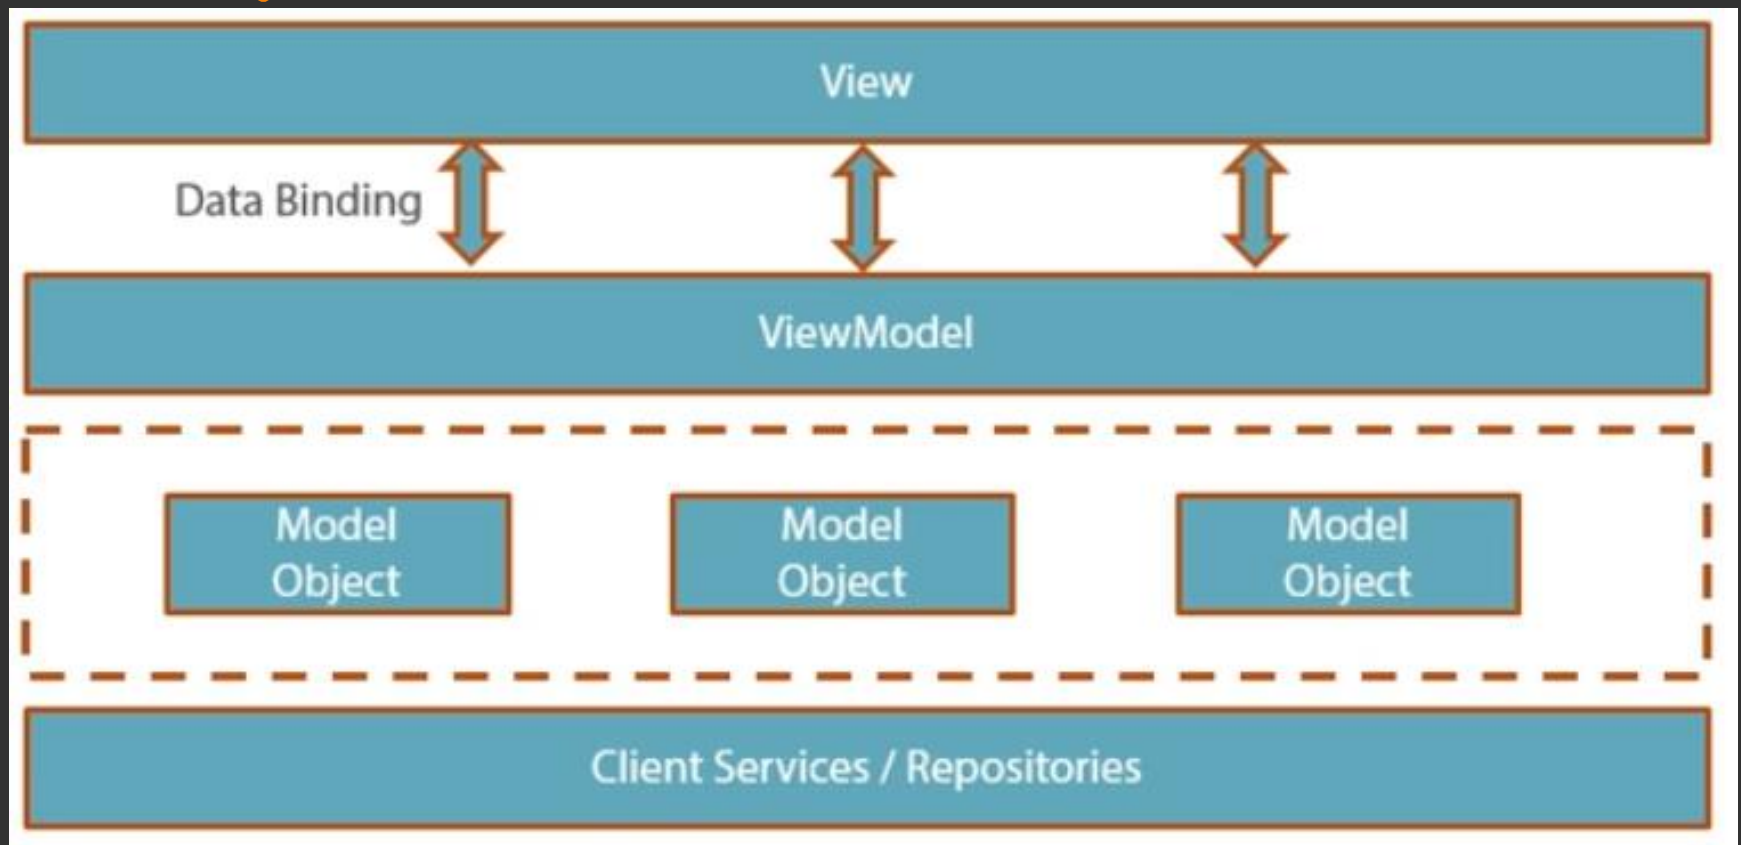 View
Data Binding
ViewModel
Model
Object
Model
Object
Model
Object
Client Services / Repositories